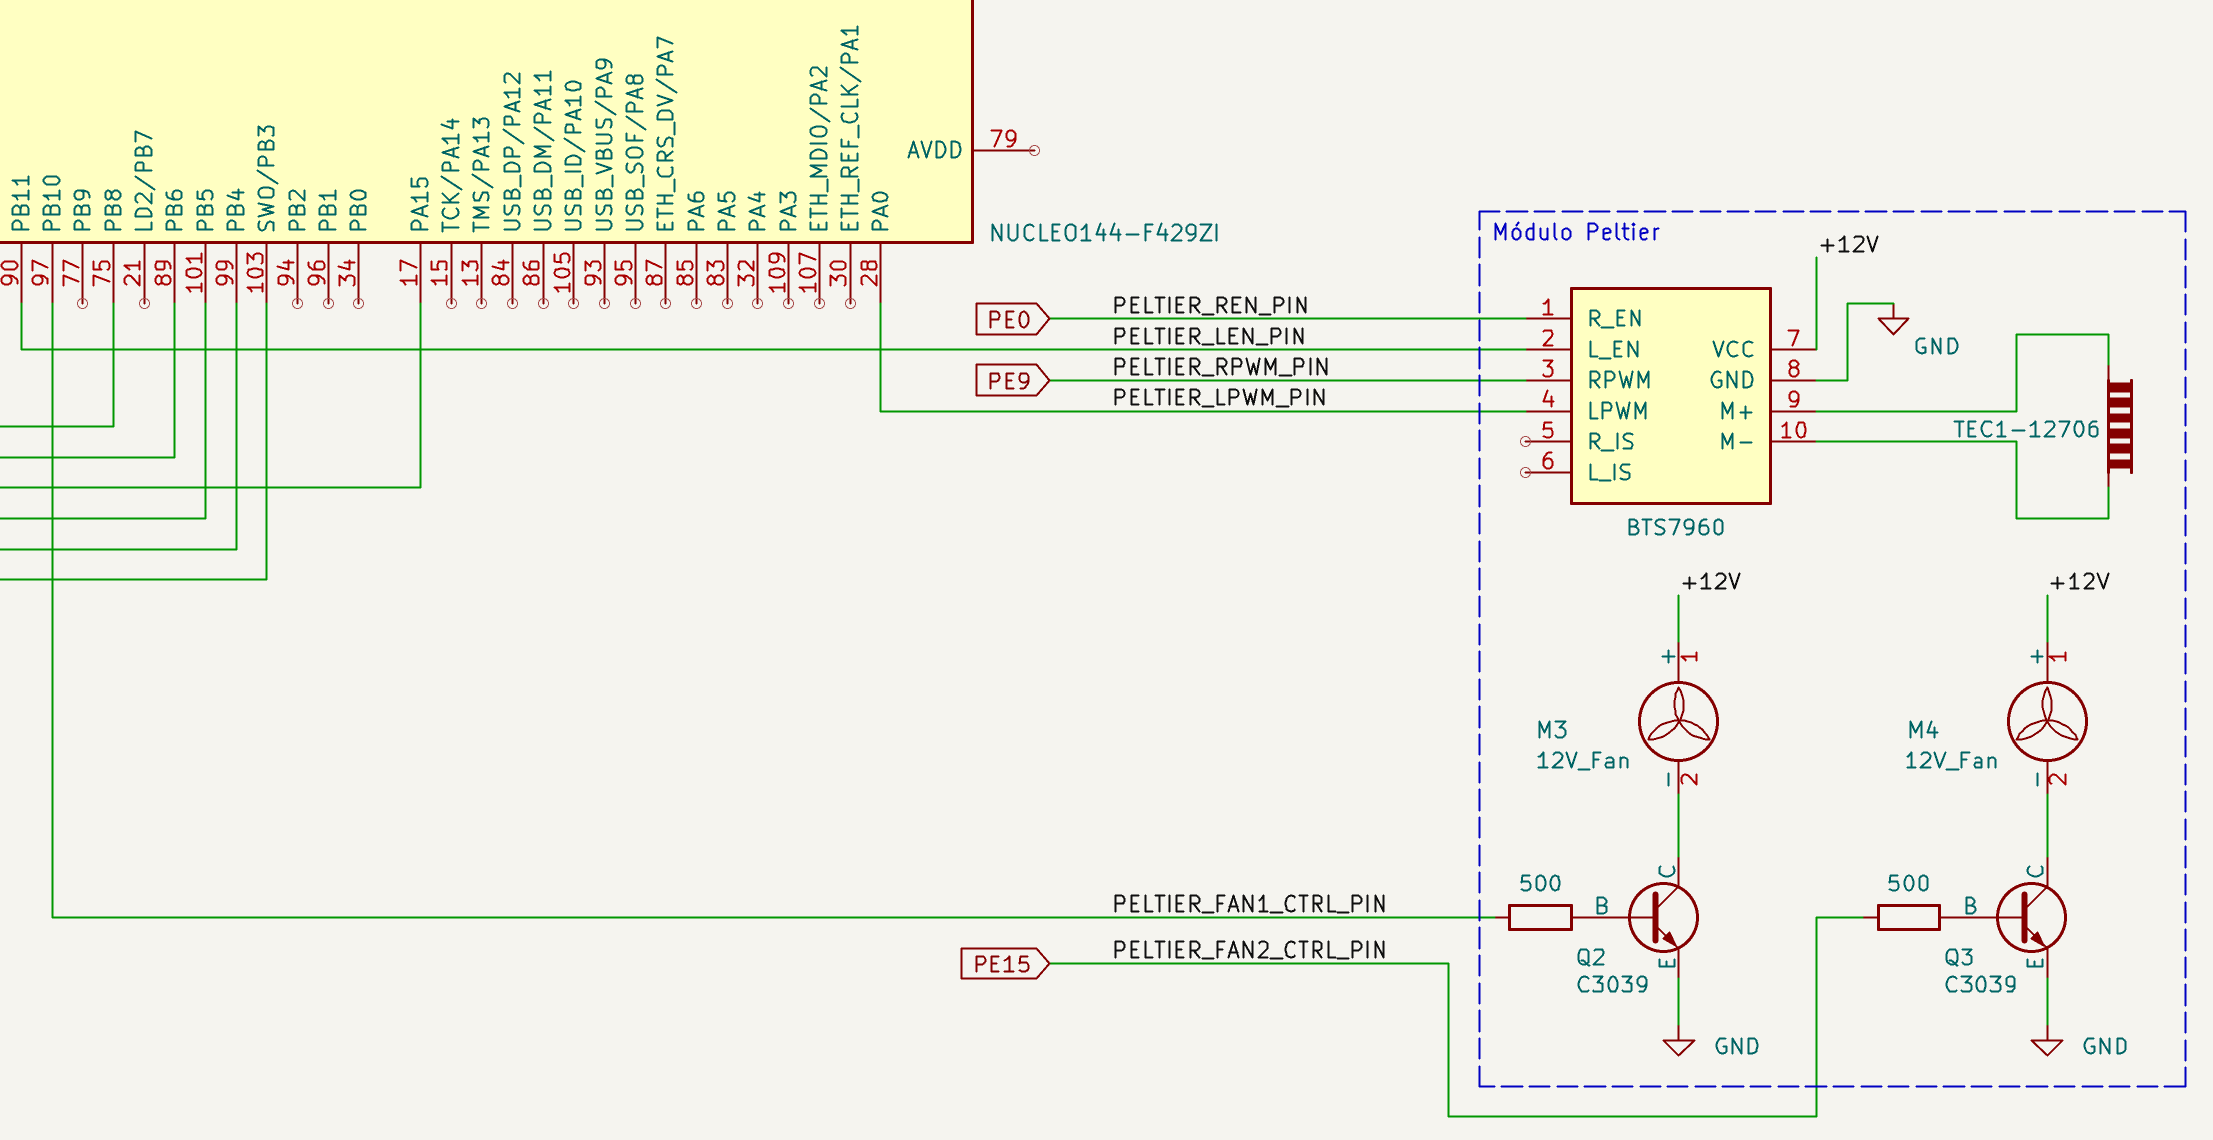 PB11
PB10
PB9
PB8
LD2/PB7
PB6
PB5
PB4
SWO/PB3
PB2
PB1
PB0
PA15
TCK/PA14
TMS/PA13
USB_DP/PA12
USB_DM/PA11
USB_ID/PA10
USB_VBUS/PA9
USB_SOF/PA8
ETH_CRS_DV/PA7
PA6
PA5
PA4
PA3
ETH_MDIO/PA2
ETH_REF_CLK/PA1
PA0
AVDD
79
NUCLEO144-F429ZI
90
97
77
75
21
89
101
99
103
94
96
34
17
15
13
84
86
105
93
95
87
85
83
32
109
107
30
28
Módulo Peltier
+12V
PE0
PELTIER_REN_PIN
PELTIER_LEN_PIN
PE9
PELTIER_RPWM_PIN
PELTIER_LPWM_PIN
1
2
3
4
5
6
R_EN
L_EN
RPWM
LPWM
R_IS
L_IS
VCC
GND
M+
M-
7
8
9
10
GND
TEC1-12706
BTS7960
+12V
+12V
+
1
+
1
M3
12V_Fan
M4
12V_Fan
-
2
-
2
PELTIER_FAN1_CTRL_PIN
500
B
C
E
Q2
C3039
GND
PE15
PELTIER_FAN2_CTRL_PIN
500
B
C
E
Q3
C3039
GND